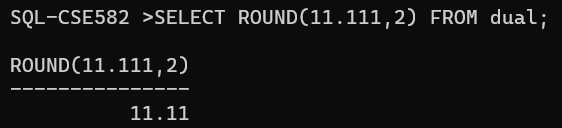 SQL-CSE582 >SELECT ROUND(11.111,2) FROM dual;
ROUND(11.111,2)
---------------
11.11